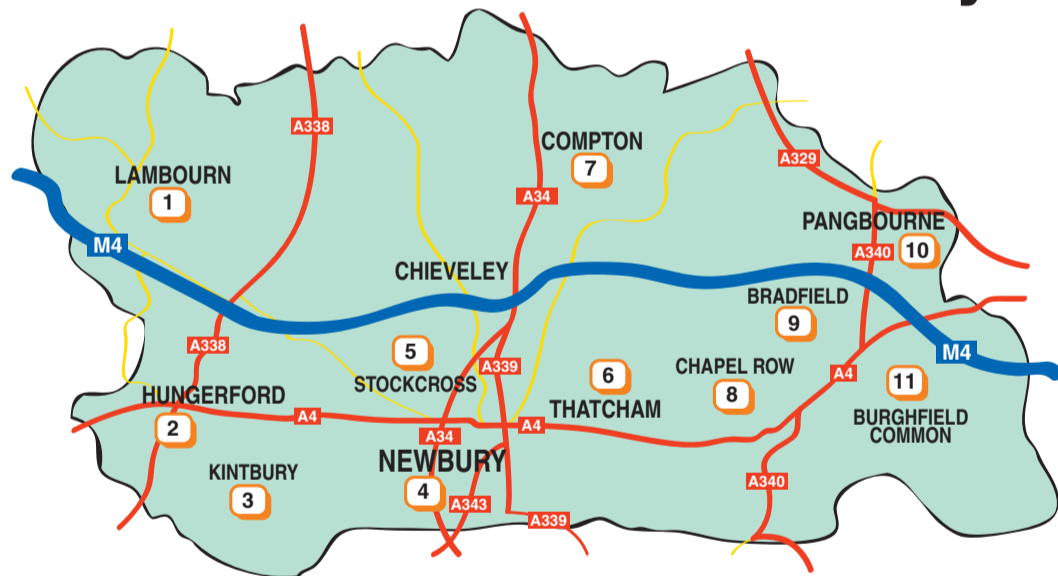 A338
COMPTON
7
A329
LAMBOURN
1
A34
PANGBOURNE
10
M4
A340
CHIEVELEY
BRADFIELD
9
A338
5
STOCKCROSS
A339
6
THATCHAM
CHAPEL ROW
8
A4
M4
11
BURGHFIELD
COMMON
HUNGERFORD
2
A4
A34
A4
KINTBURY
3
NEWBURY
4
A343
A339
A340